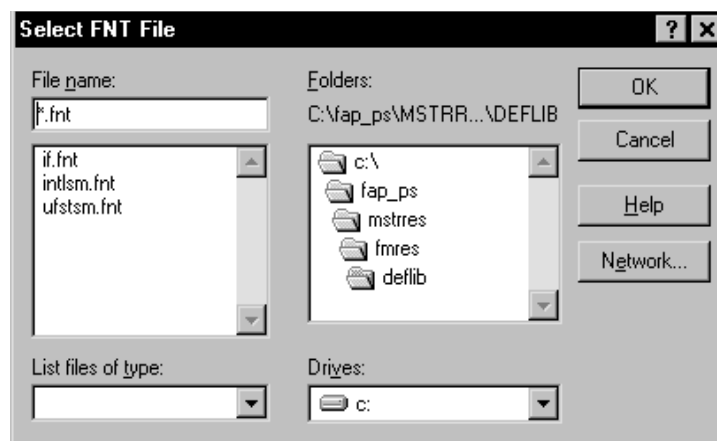 Select FNT File
File name:
*.fnt
if.fnt
intlsm.fnt
ufstsm.fnt
List files of type:
Folders:
C:\fap_ps\MSTRR...\DEFLIB
c:\
fap_ps
mstrres
fmres
deflib
Drives:
c:
OK
Cancel
Help
Network...